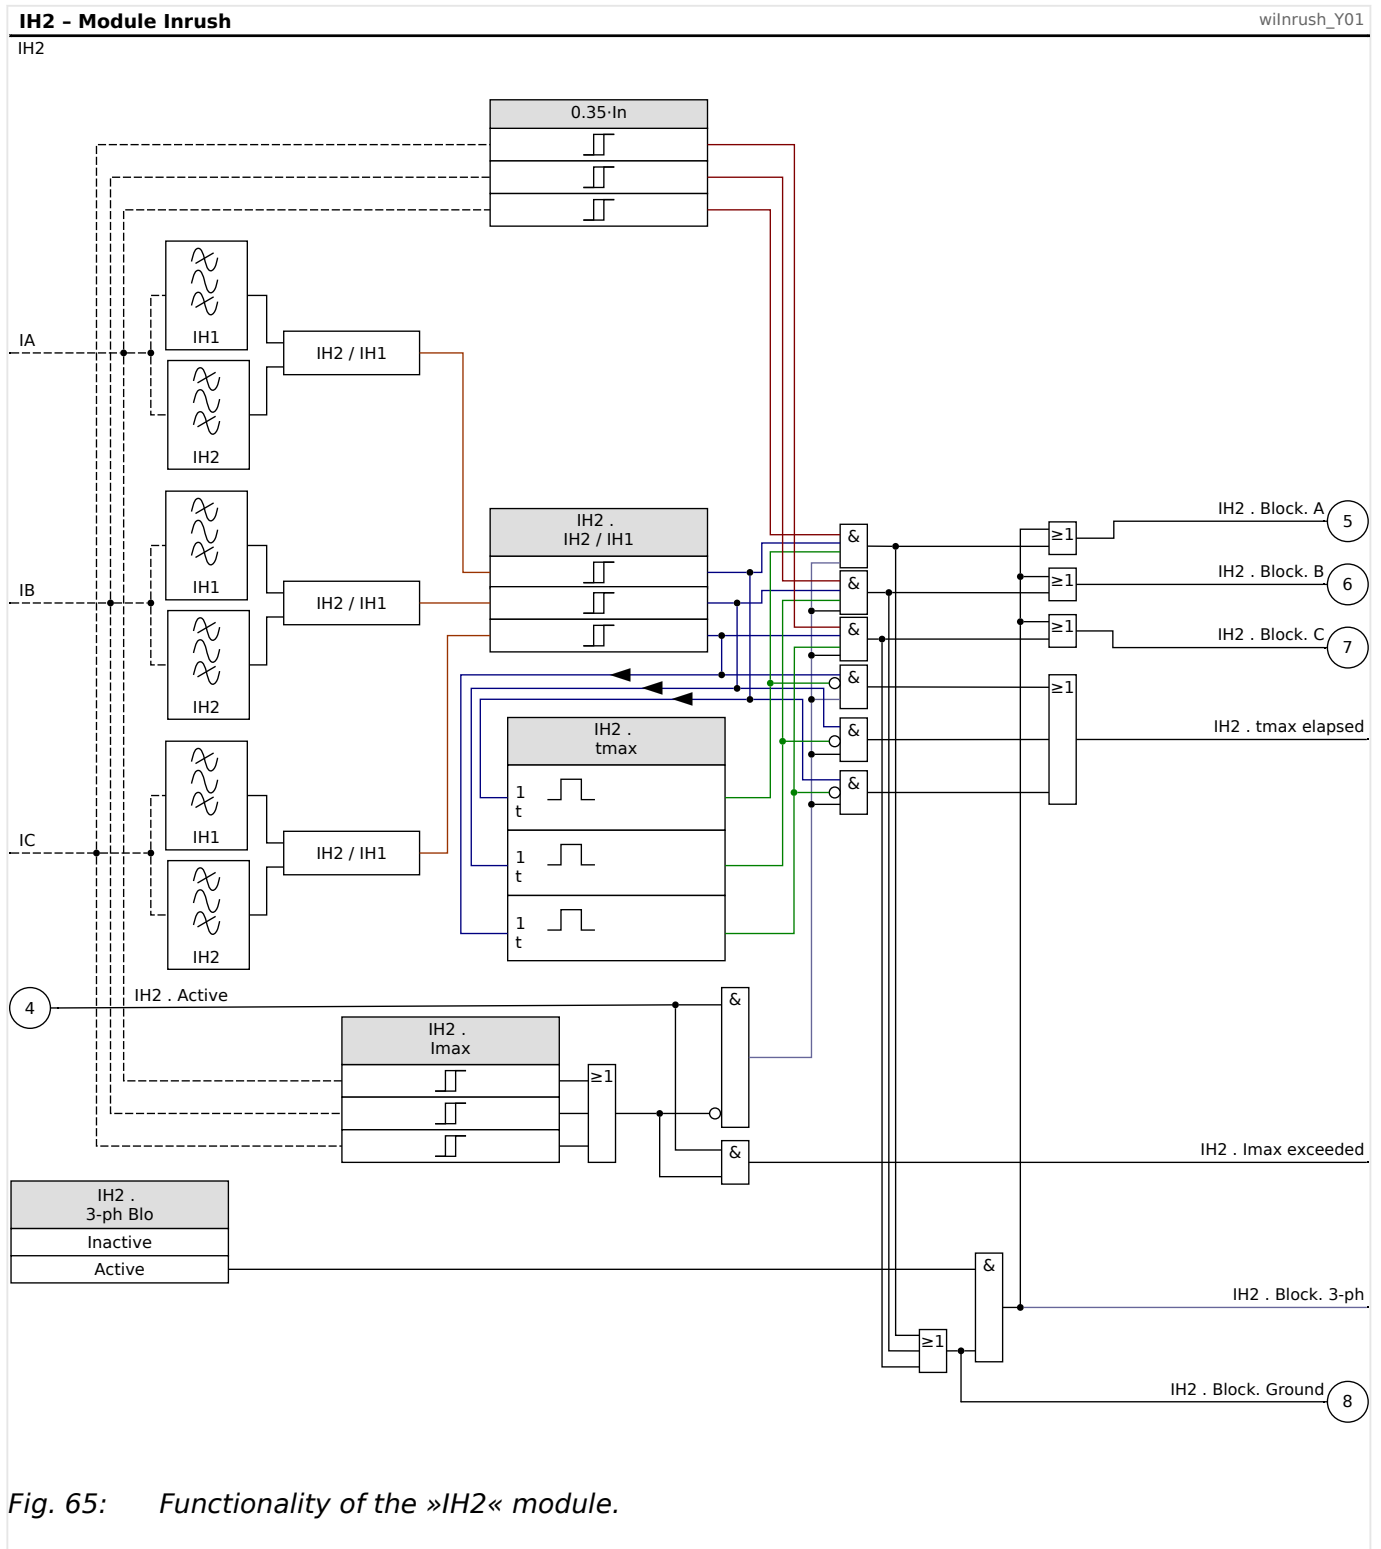 IH2 – Module Inrush
wiInrush_Y01
IH2
0.35·In
IH1
IA
IH2 / IH1
IH2
IH1
IH2 .
IH2 / IH1
IH2 . Block. A
5
&
≥1
IB
IH2 / IH1
IH2 . Block. B
6
&
≥1
IH2
IH2 . Block. C
7
&
≥1
&
≥1
IH2 .
tmax
IH2 . tmax elapsed
&
&
1
t
IH1
IC
IH2 / IH1
1
t
IH2
1
t
4
IH2 . Active
&
IH2 .
Imax
≥1
IH2 . Imax exceeded
&
IH2 .
3-ph Blo
Inactive
Active
&
IH2 . Block. 3-ph
≥1
IH2 . Block. Ground
8
Fig. 65: Functionality of the »IH2« module.